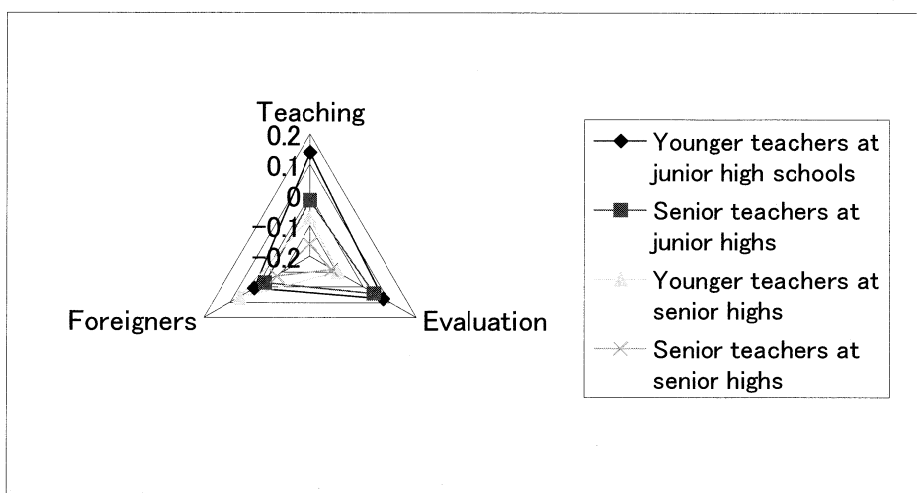 Teaching
0.2
0.1
0
-0.1
-0.2
Foreigners
Evaluation
Younger teachers at
junior high schools
Senior teachers at
junior highs
Younger teachers at
senior highs
Senior teachers at
senior highs